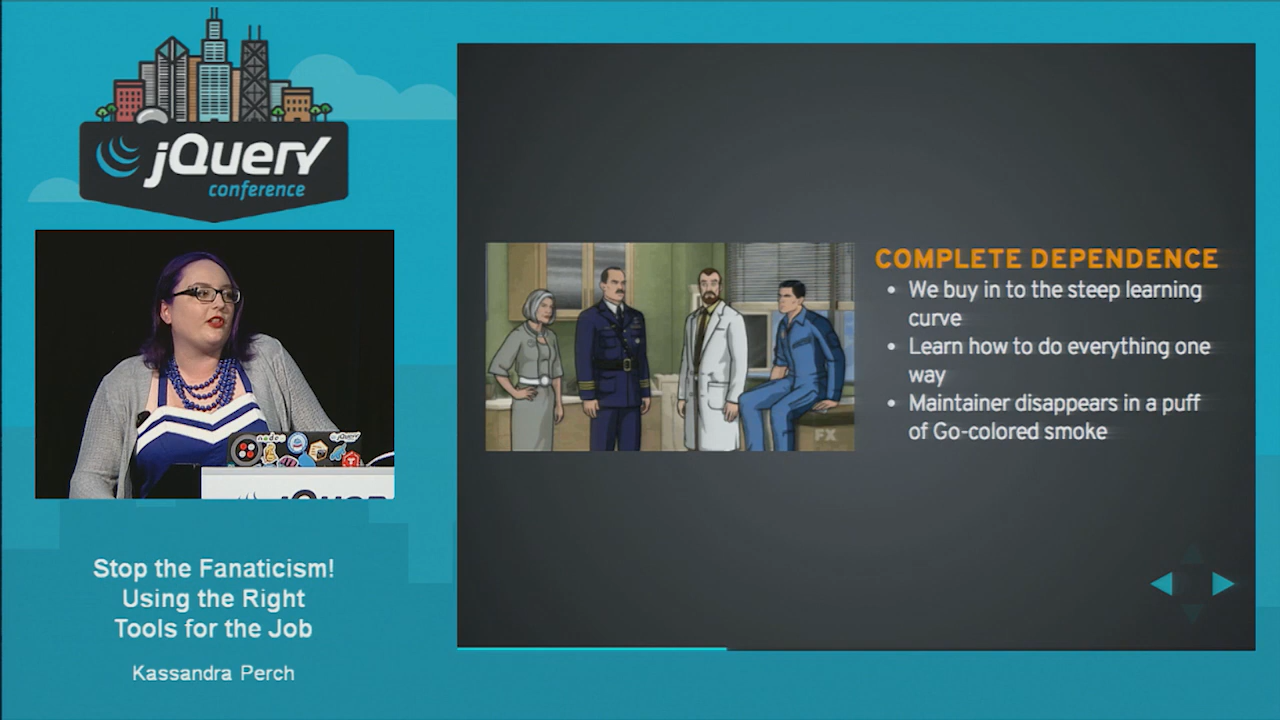 jQuery
conference
COMPLETE DEPENDENCE
• We buy in to the steep learning
curve
• Learn how to do everything one
way
• Maintainer disappears in a puff
of Go-colored smoke
FX
node
jQuery
Stop the Fanaticism!
Using the Right
Tools for the Job
Kassandra Perch